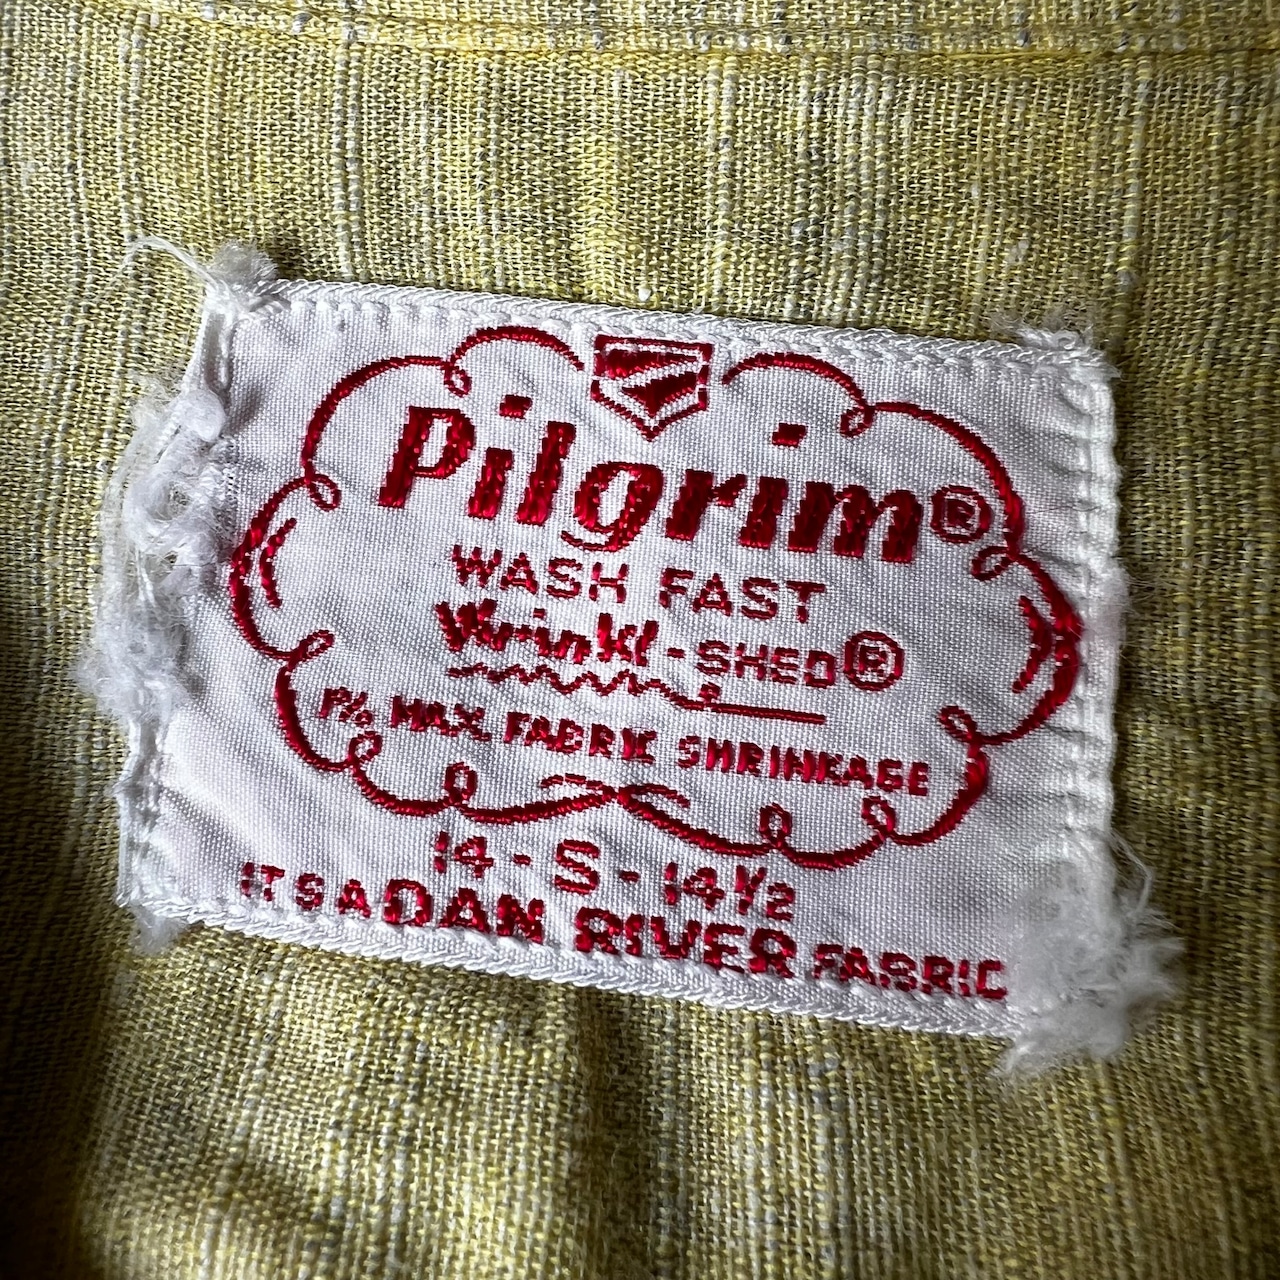 Pilgrim®
WASH FAST
Wrinkl-SHED®
1% MAX. FABRIC SHRINKAGE
14-S-14½
IT'S A DAN RIVER FABRIC